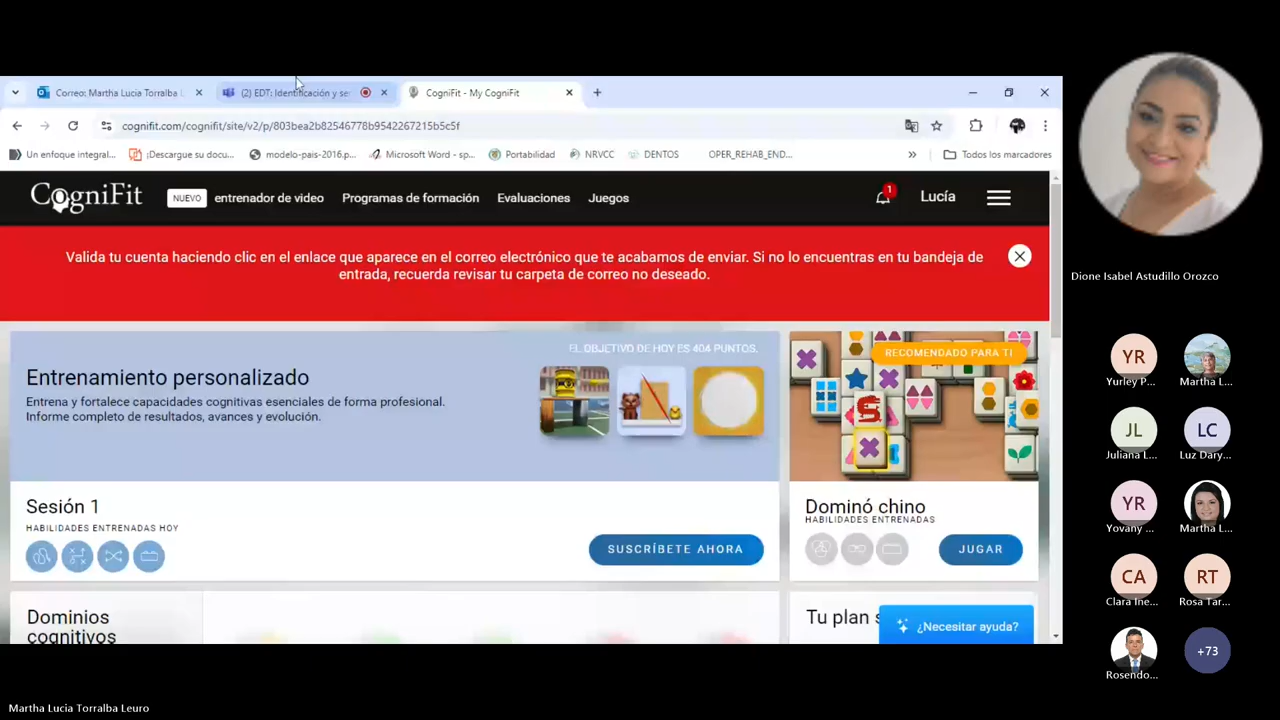 Correo: Martha Lucia Torralba L
(2) EDT: Identificación y se
CogniFit - My CogniFit
cognifit.com/cognifit/site/v2/p/803bea2b82546778b9542267215b5c5f
Un enfoque integral...
¡Descargue su docu...
modelo-pais-2016.p...
Microsoft Word - sp...
Portabilidad
NRVCC
DENTOS
OPER_REHAB_END...
»
Todos los marcadores
CogniFit
NUEVO
entrenador de video
Programas de formación
Evaluaciones
Juegos
1
Lucía
Valida tu cuenta haciendo clic en el enlace que aparece en el correo electrónico que te acabamos de enviar. Si no lo encuentras en tu bandeja de
entrada, recuerda revisar tu carpeta de correo no deseado.
EL OBJETIVO DE HOY ES 404 PUNTOS.
Entrenamiento personalizado
Entrena y fortalece capacidades cognitivas esenciales de forma profesional.
Informe completo de resultados, avances y evolución.
Sesión 1
HABILIDADES ENTRENADAS HOY
SUSCRÍBETE AHORA
RECOMENDADO PARA TI
Dominó chino
HABILIDADES ENTRENADAS
JUGAR
Dominios
cognitivos
Tu plan s
¿Necesitar ayuda?
Dione Isabel Astudillo Orozco
YR
Yurley P...
Martha L...
JL
Juliana L...
LC
Luz Dary...
YR
Yovany ...
Martha L...
CA
Clara Ine...
RT
Rosa Tar...
Rosendo...
+73
Martha Lucia Torralba Leuro